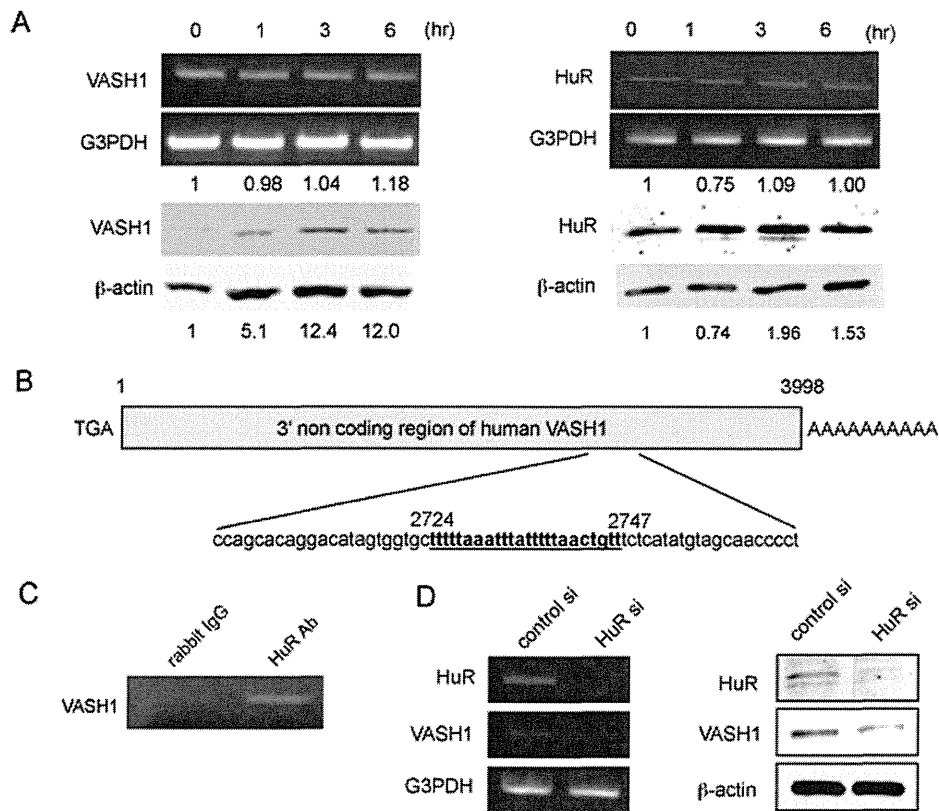 A
0 1 3 6 (hr)
VASH1
G3PDH
1 0.98 1.04 1.18
VASH1
β-actin
1 5.1 12.4 12.0
0 1 3 6 (hr)
HuR
G3PDH
1 0.75 1.09 1.00
HuR
β-actin
1 0.74 1.96 1.53
B
1 3998
TGA 3' non coding region of human VASH1 AAAAAAAAAA
2724 2747
ccagcacaggacatagtggtgctttttaaatttatttttaactgtttctcatatgtagcaacccct
C
rabbit IgG HuR Ab
VASH1
D
control si HuR si
HuR
VASH1
G3PDH
control si HuR si
HuR
VASH1
β-actin